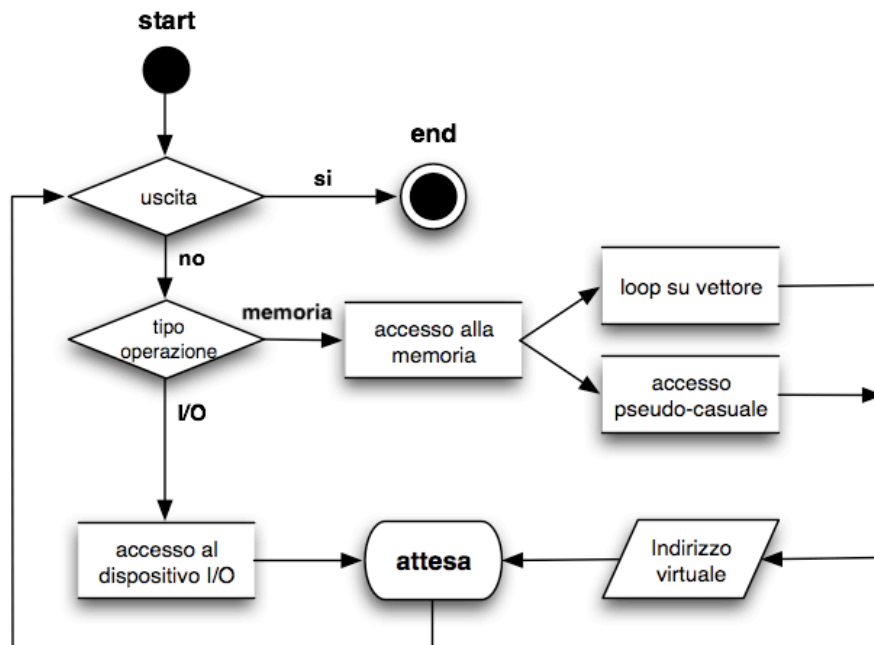 start
end
uscita
si
no
tipo
operazione
memoria
accesso alla
memoria
loop su vettore
accesso
pseudo-casuale
I/O
accesso al
dispositivo I/O
attesa
Indirizzo
virtuale